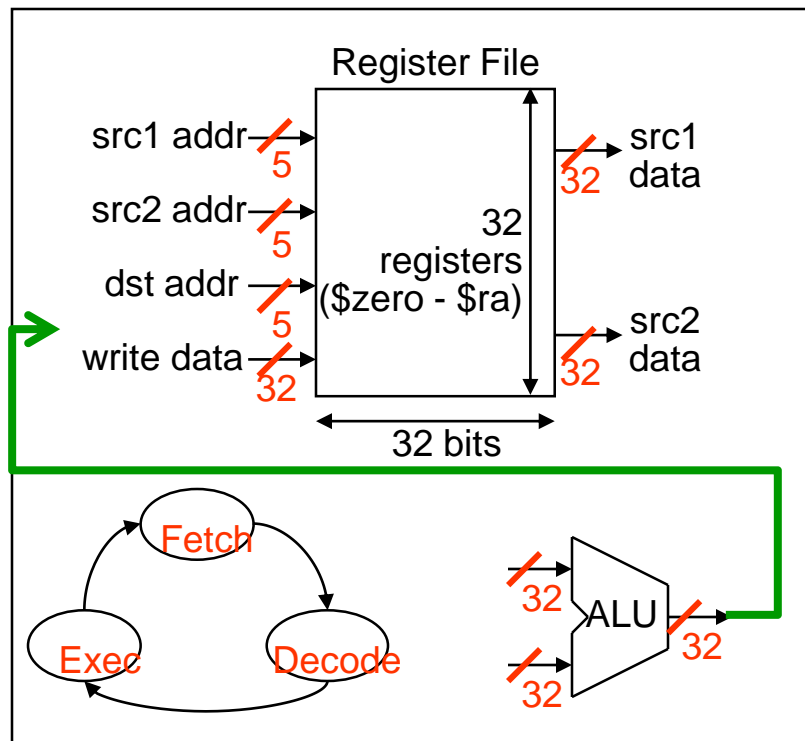 Register File
src1 addr
5
src2 addr
5
dst addr
5
write data
32
32
registers
($zero - $ra)
32 bits
src1
data
32
src2
data
32
Fetch
Exec
Decode
32
32
ALU
32